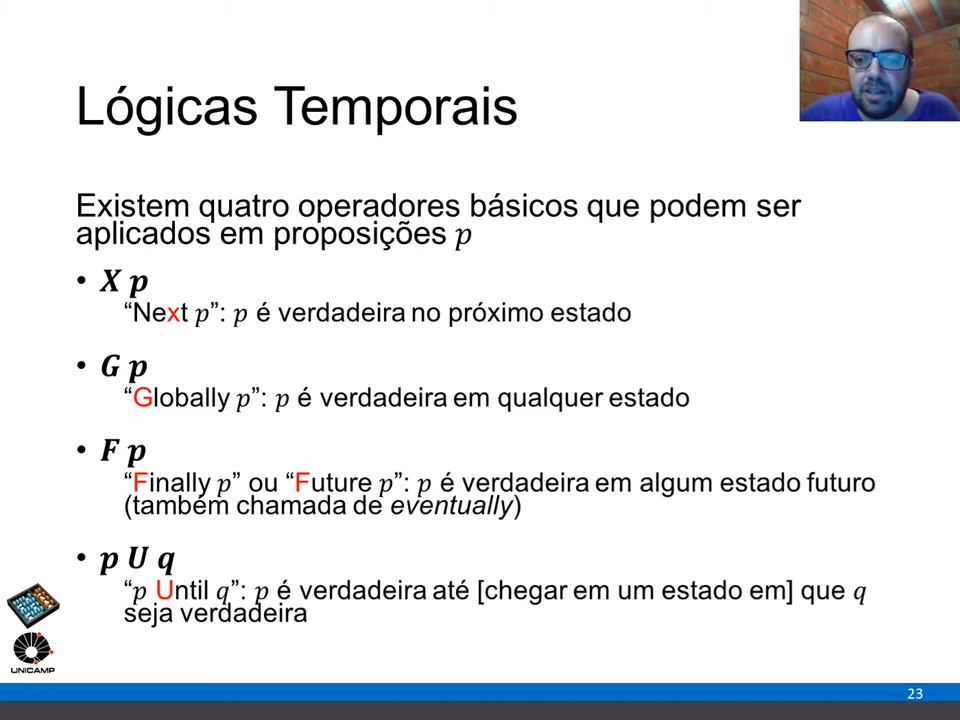 Lógicas Temporais
Existem quatro operadores básicos que podem ser
aplicados em proposições p
• X p
“Next p”: p é verdadeira no próximo estado
• G p
“Globally p”: p é verdadeira em qualquer estado
• F p
“Finally p” ou “Future p”: p é verdadeira em algum estado futuro
(também chamada de eventually)
• p U q
“p Until q”: p é verdadeira até [chegar em um estado em] que q
seja verdadeira
UNICAMP
23